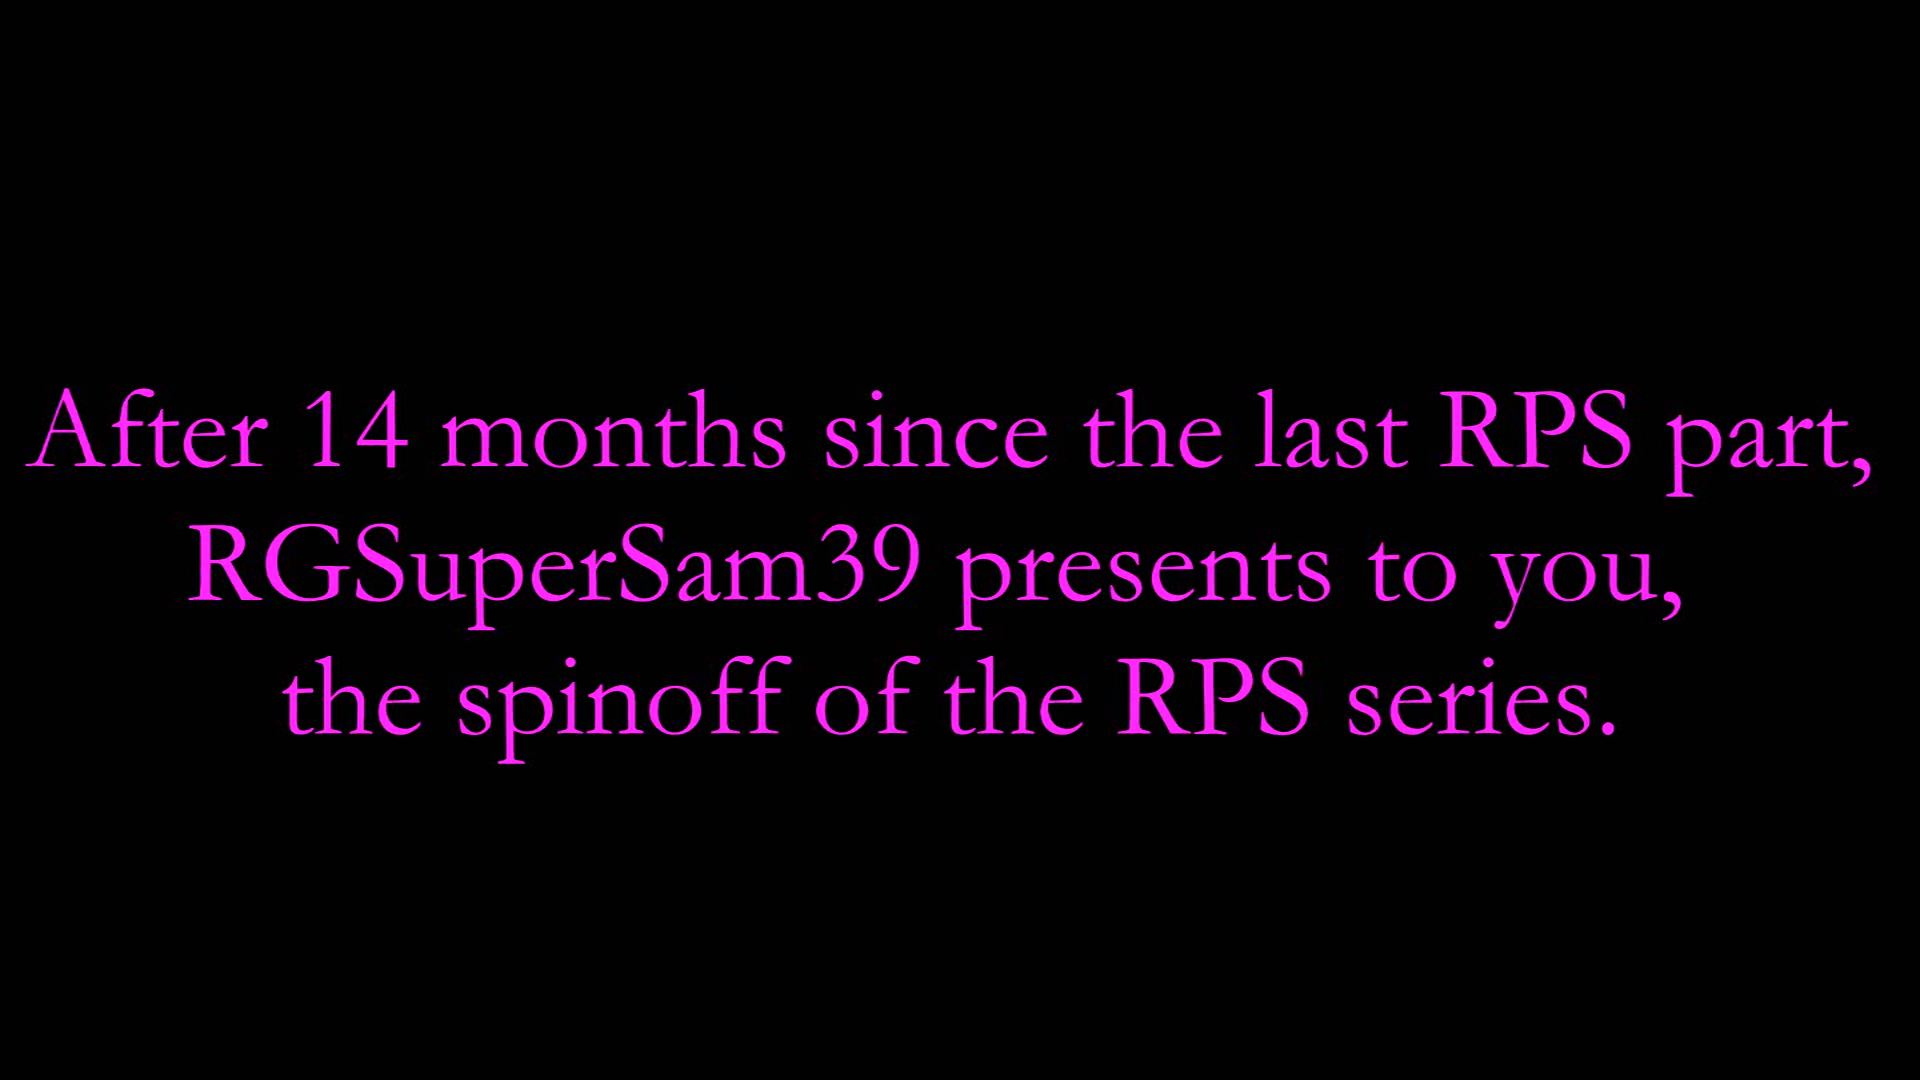 After 14 months since the last RPS part,
RGSuperSam39 presents to you,
the spinoff of the RPS series.